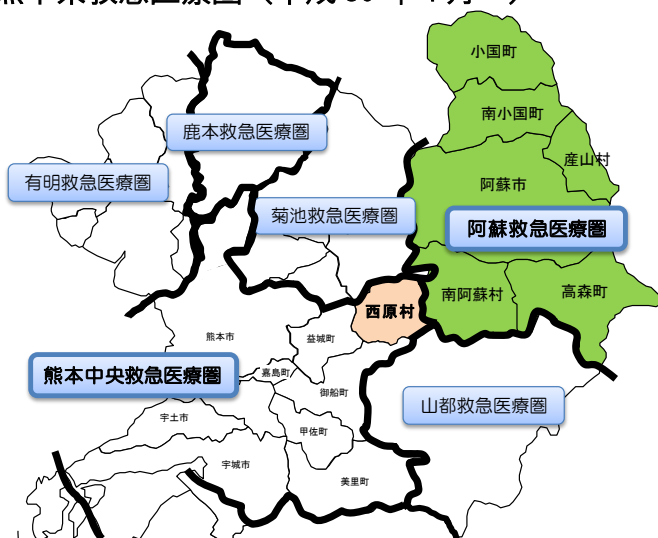 小国町
南小国町
鹿本救急医療圏
産山村
有明救急医療圏
阿蘇市
菊池救急医療圏
阿蘇救急医療圏
南阿蘇村
高森町
西原村
熊本市
益城町
熊本中央救急医療圏
嘉島町
御船町
山都救急医療圏
宇土市
甲佐町
宇城市
美里町